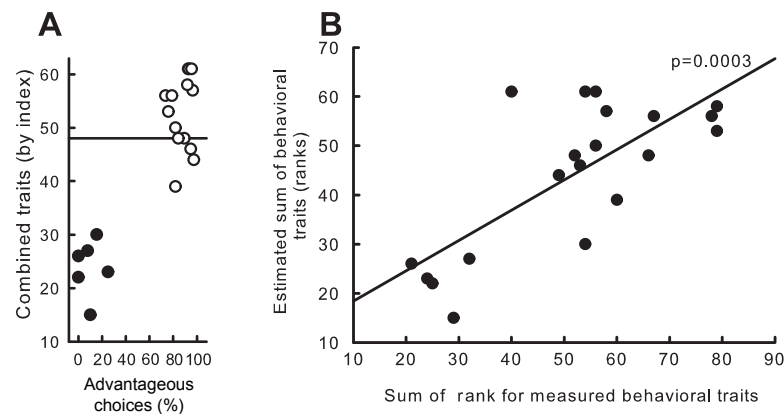 A
Combined traits (by index)
60
50
40
30
20
10
0 20 40 60 80 100
Advantageous
choices (%)
B
p=0.0003
Estimated sum of behavioral
traits (ranks)
70
60
50
40
30
20
10
10 20 30 40 50 60 70 80 90
Sum of rank for measured behavioral traits